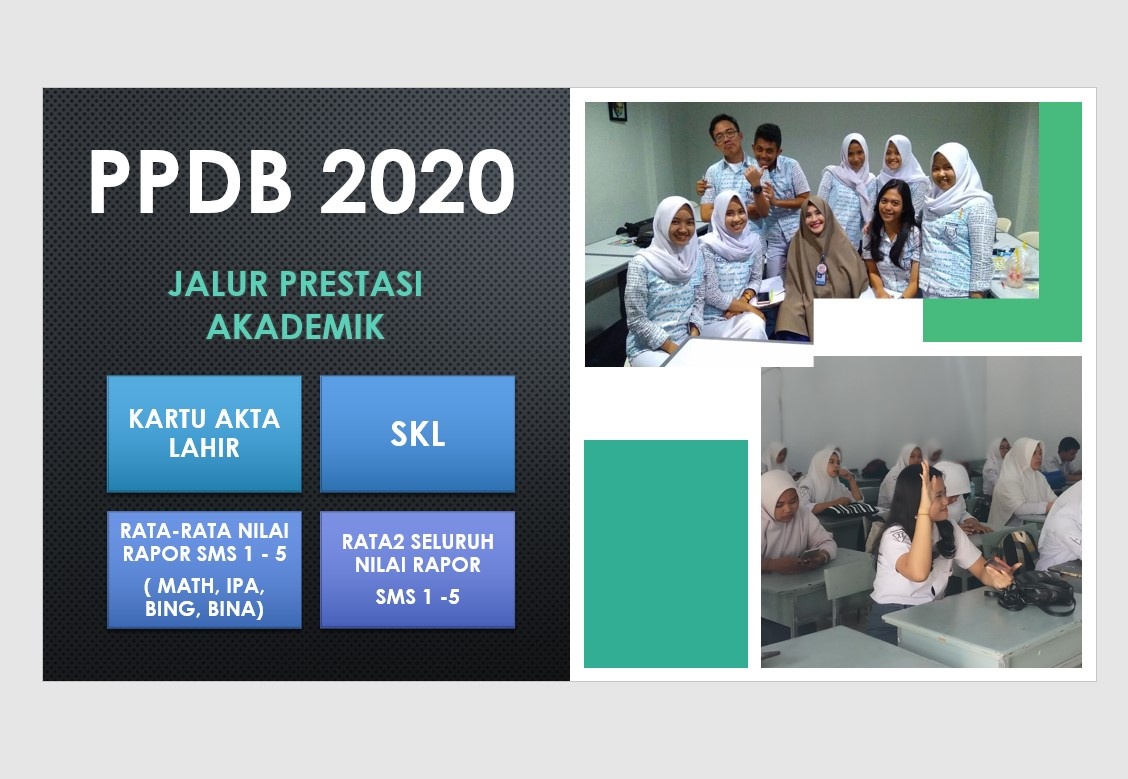 PPDB 2020
JALUR PRESTASI
AKADEMIK
KARTU AKTA
LAHIR
SKL
RATA-RATA NILAI
RAPOR SMS 1 - 5
( MATH, IPA,
BING, BINA)
RATA2 SELURUH
NILAI RAPOR
SMS 1 -5